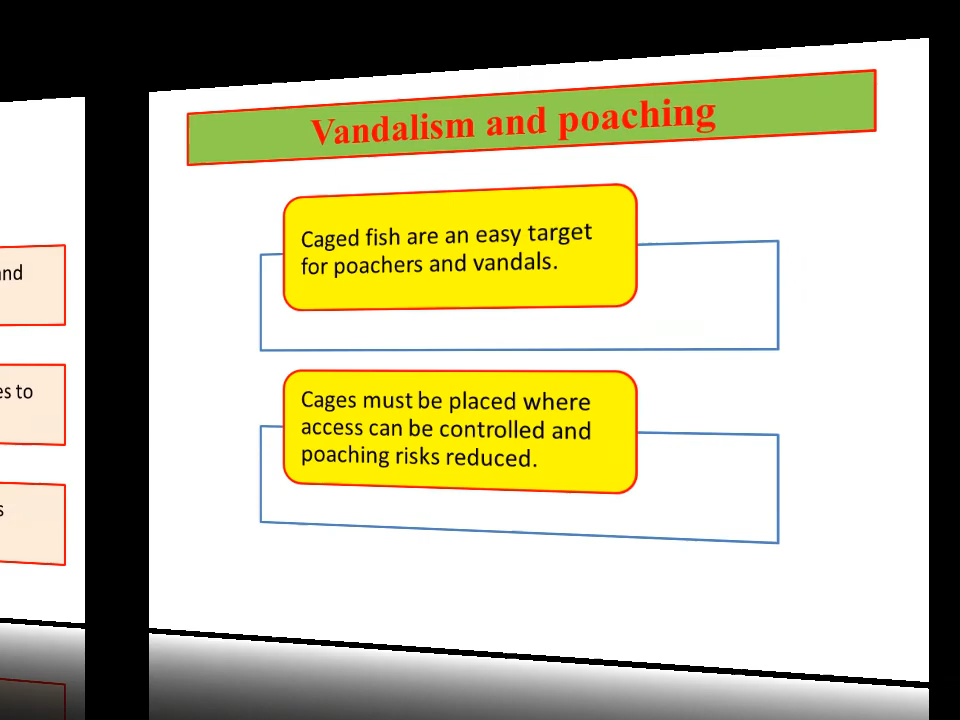 Vandalism and poaching
Caged fish are an easy target
for poachers and vandals.
Cages must be placed where
access can be controlled and
poaching risks reduced.
es to